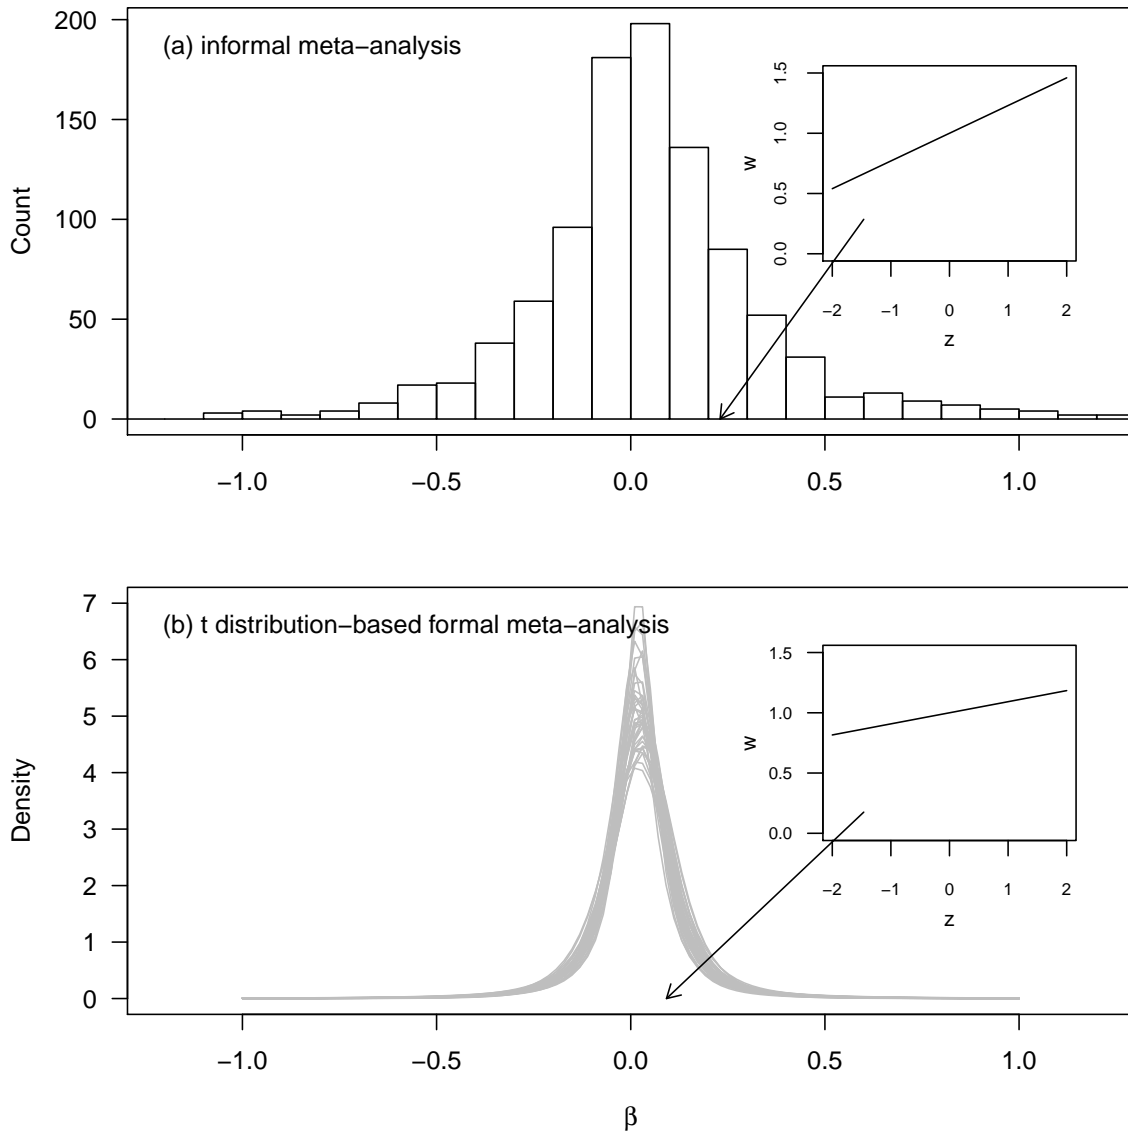 (a) informal meta−analysis
Count
200
150
100
50
0
−1.0 −0.5 0.0 0.5 1.0
w
1.5
1.0
0.5
0.0
−2 −1 0 1 2
z
(b) t distribution−based formal meta−analysis
Density
7
6
5
4
3
2
1
0
−1.0 −0.5 0.0 0.5 1.0
β
w
1.5
1.0
0.5
0.0
−2 −1 0 1 2
z